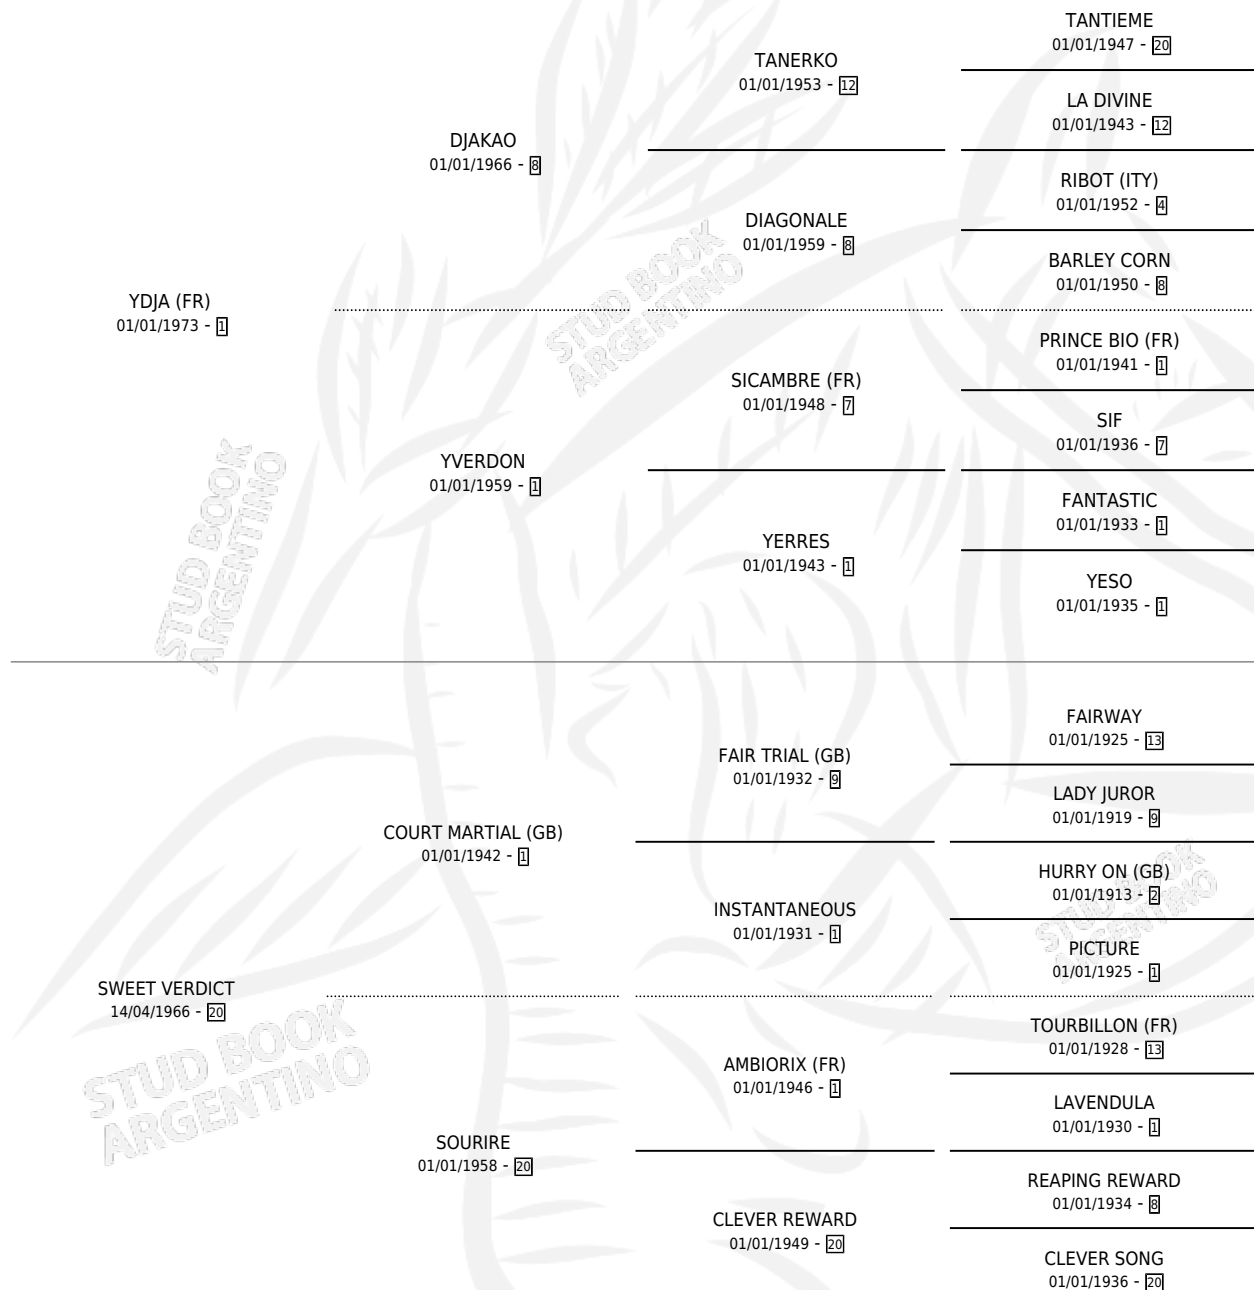 TANTIEME
01/01/1947 - 20
TANERKO
01/01/1953 - 12
LA DIVINE
01/01/1943 - 12
DJAKAO
01/01/1966 - 8
RIBOT (ITY)
01/01/1952 - 4
DIAGONALE
01/01/1959 - 8
BARLEY CORN
01/01/1950 - 8
YDJA (FR)
01/01/1973 - 1
STUD BOOK
ARGENTINO
PRINCE BIO (FR)
01/01/1941 - 1
SICAMBRE (FR)
01/01/1948 - 7
SIF
01/01/1936 - 7
YVERDON
01/01/1959 - 1
FANTASTIC
01/01/1933 - 1
YERRES
01/01/1943 - 1
YESO
01/01/1935 - 1
STUD BOOK
ARGENTINO
FAIRWAY
01/01/1925 - 13
FAIR TRIAL (GB)
01/01/1932 - 9
LADY JUROR
01/01/1919 - 9
COURT MARTIAL (GB)
01/01/1942 - 1
HURRY ON (GB)
01/01/1913 - 2
INSTANTANEOUS
01/01/1931 - 1
STUD BOOK
ARGENTINO
PICTURE
01/01/1925 - 1
SWEET VERDICT
14/04/1966 - 20
TOURBILLON (FR)
01/01/1928 - 13
AMBIORIX (FR)
01/01/1946 - 1
LAVENDULA
01/01/1930 - 1
STUD BOOK
ARGENTINO
SOURIRE
01/01/1958 - 20
REAPING REWARD
01/01/1934 - 8
CLEVER REWARD
01/01/1949 - 20
CLEVER SONG
01/01/1936 - 20